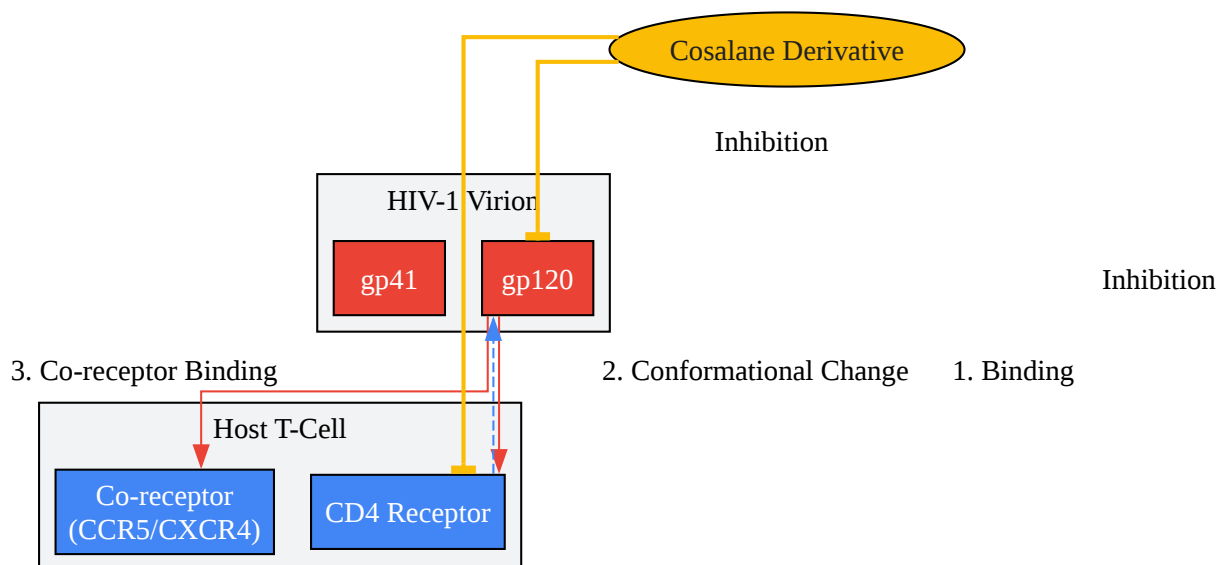 Cosalane Derivative
Inhibition
HIV-1 Virion
gp41
gp120
Inhibition
3. Co-receptor Binding
2. Conformational Change
1. Binding
Host T-Cell
Co-receptor
(CCR5/CXCR4)
CD4 Receptor